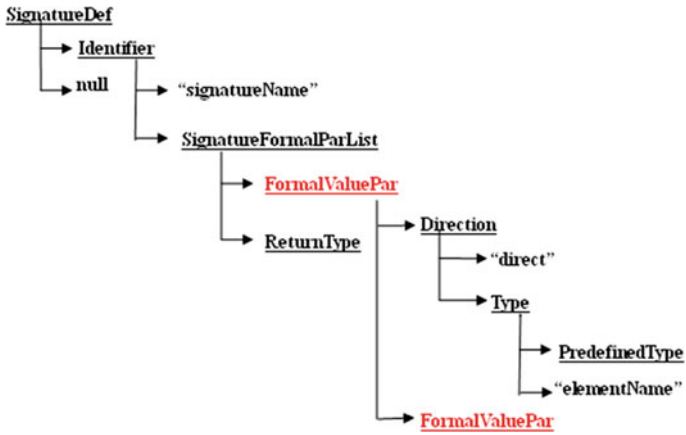 SignatureDef
Identifier
null
“signatureName”
SignatureFormalParList
FormalValuePar
Direction
ReturnType
“direct”
Type
PredefinedType
“elementName”
FormalValuePar